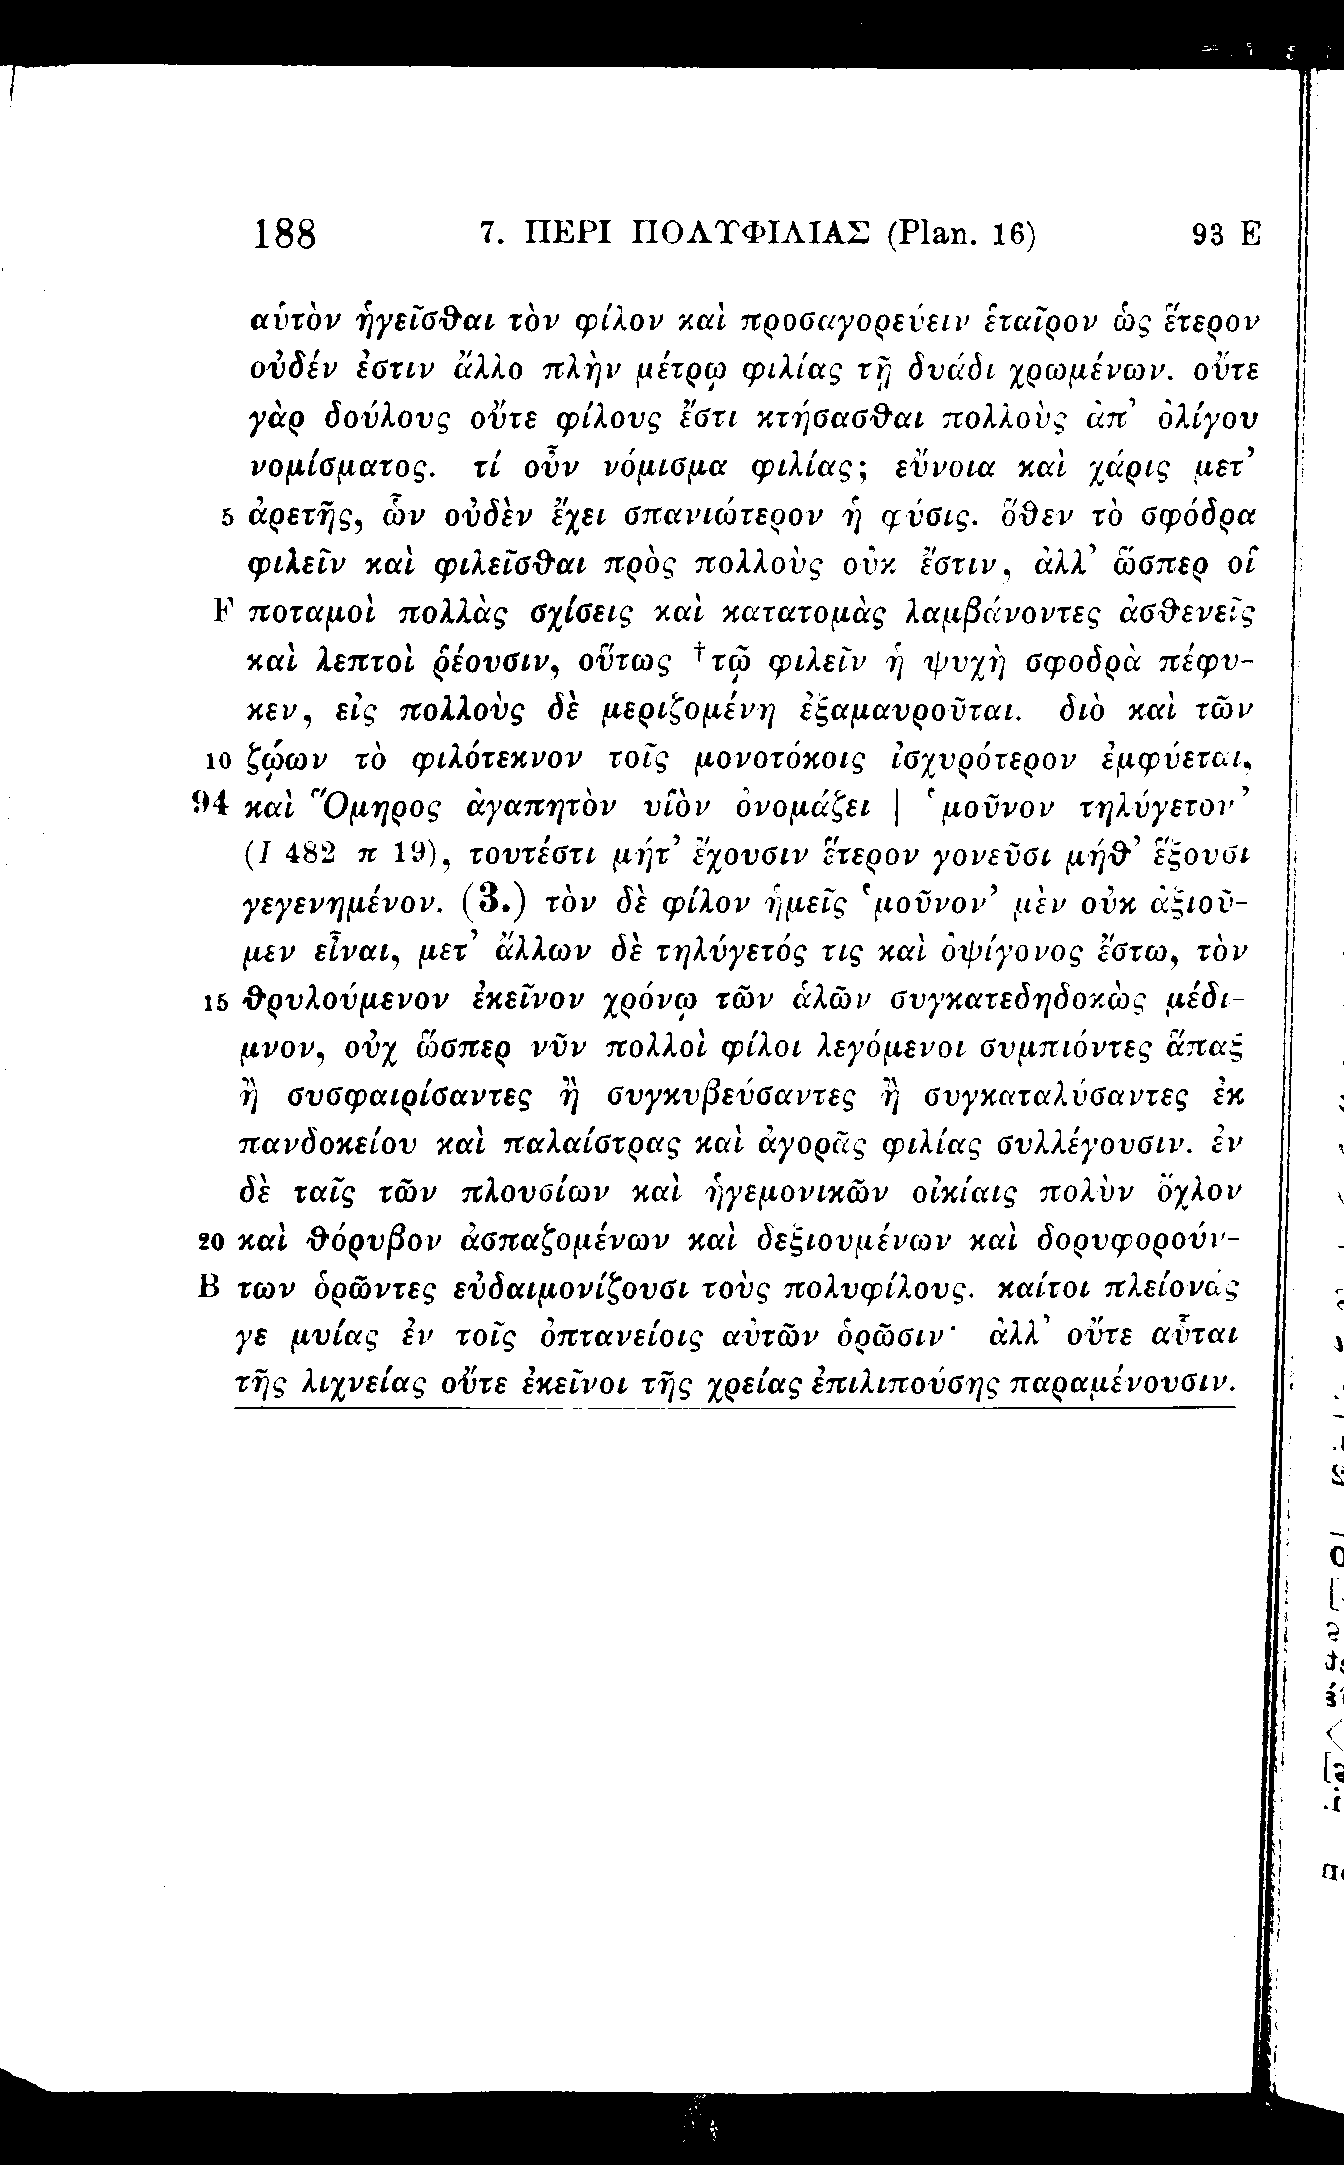 188 7. ΠΕΡΙ ΠΟΛΥΦΙΛΙΑΣ (Plan. 16) 93 E
αὑτὸν ἡγεῖσθαι τὸν φίλον καὶ προσαγορεύειν ἑταῖρον ὡς ἕτερον
οὐδέν ἐστιν ἄλλο πλὴν μέτρῳ φιλίας τῇ δυάδι χρωμένων. οὔτε
γὰρ δούλους οὔτε φίλους ἔστι κτήσασθαι πολλοὺς ἀπ’ ὀλίγου
νομίσματος. τί οὖν νόμισμα φιλίας; εὔνοια καὶ χάρις μετ’
5 ἀρετῆς, ὧν οὐδὲν ἔχει σπανιώτερον ἡ φύσις. ὅθεν τὸ σφόδρα
φιλεῖν καὶ φιλεῖσθαι πρὸς πολλοὺς οὐκ ἔστιν, ἀλλ’ ὥσπερ οἱ
F ποταμοὶ πολλὰς σχίσεις καὶ κατατομὰς λαμβάνοντες ἀσθενεῖς
καὶ λεπτοὶ ῥέουσιν, οὕτως †τῷ φιλεῖν ἡ ψυχὴ σφοδρὰ πέφυ-
κεν, εἰς πολλοὺς δὲ μεριζομένη ἐξαμαυροῦται. διὸ καὶ τῶν
10 ζῴων τὸ φιλότεκνον τοῖς μονοτόκοις ἰσχυρότερον ἐμφύεται,
94 καὶ Ὅμηρος ἀγαπητὸν υἱὸν ὀνομάζει | ‘μοῦνον τηλύγετον’
(I 482 π 19), τουτέστι μήτ’ ἔχουσιν ἕτερον γονεῦσι μήθ’ ἕξουσι
γεγενημένον. (3.) τὸν δὲ φίλον ἡμεῖς ‘μοῦνον’ μὲν οὐκ ἀξιοῦ-
μεν εἶναι, μετ’ ἄλλων δὲ τηλύγετός τις καὶ ὀψίγονος ἔστω, τὸν
15 θρυλούμενον ἐκεῖνον χρόνῳ τῶν ἁλῶν συγκατεδηδοκὼς μέδι-
μνον, οὐχ ὥσπερ νῦν πολλοὶ φίλοι λεγόμενοι συμπιόντες ἅπαξ
ἢ συσφαιρίσαντες ἢ συγκυβεύσαντες ἢ συγκαταλύσαντες ἐκ
πανδοκείου καὶ παλαίστρας καὶ ἀγορᾶς φιλίας συλλέγουσιν. ἐν
δὲ ταῖς τῶν πλουσίων καὶ ἡγεμονικῶν οἰκίαις πολὺν ὄχλον
20 καὶ θόρυβον ἀσπαζομένων καὶ δεξιουμένων καὶ δορυφορούν-
B των ὁρῶντες εὐδαιμονίζουσι τοὺς πολυφίλους. καίτοι πλείονάς
γε μυίας ἐν τοῖς ὀπτανείοις αὐτῶν ὁρῶσιν· ἀλλ’ οὔτε αὗται
τῆς λιχνείας οὔτε ἐκεῖνοι τῆς χρείας ἐπιλιπούσης παραμένουσιν.